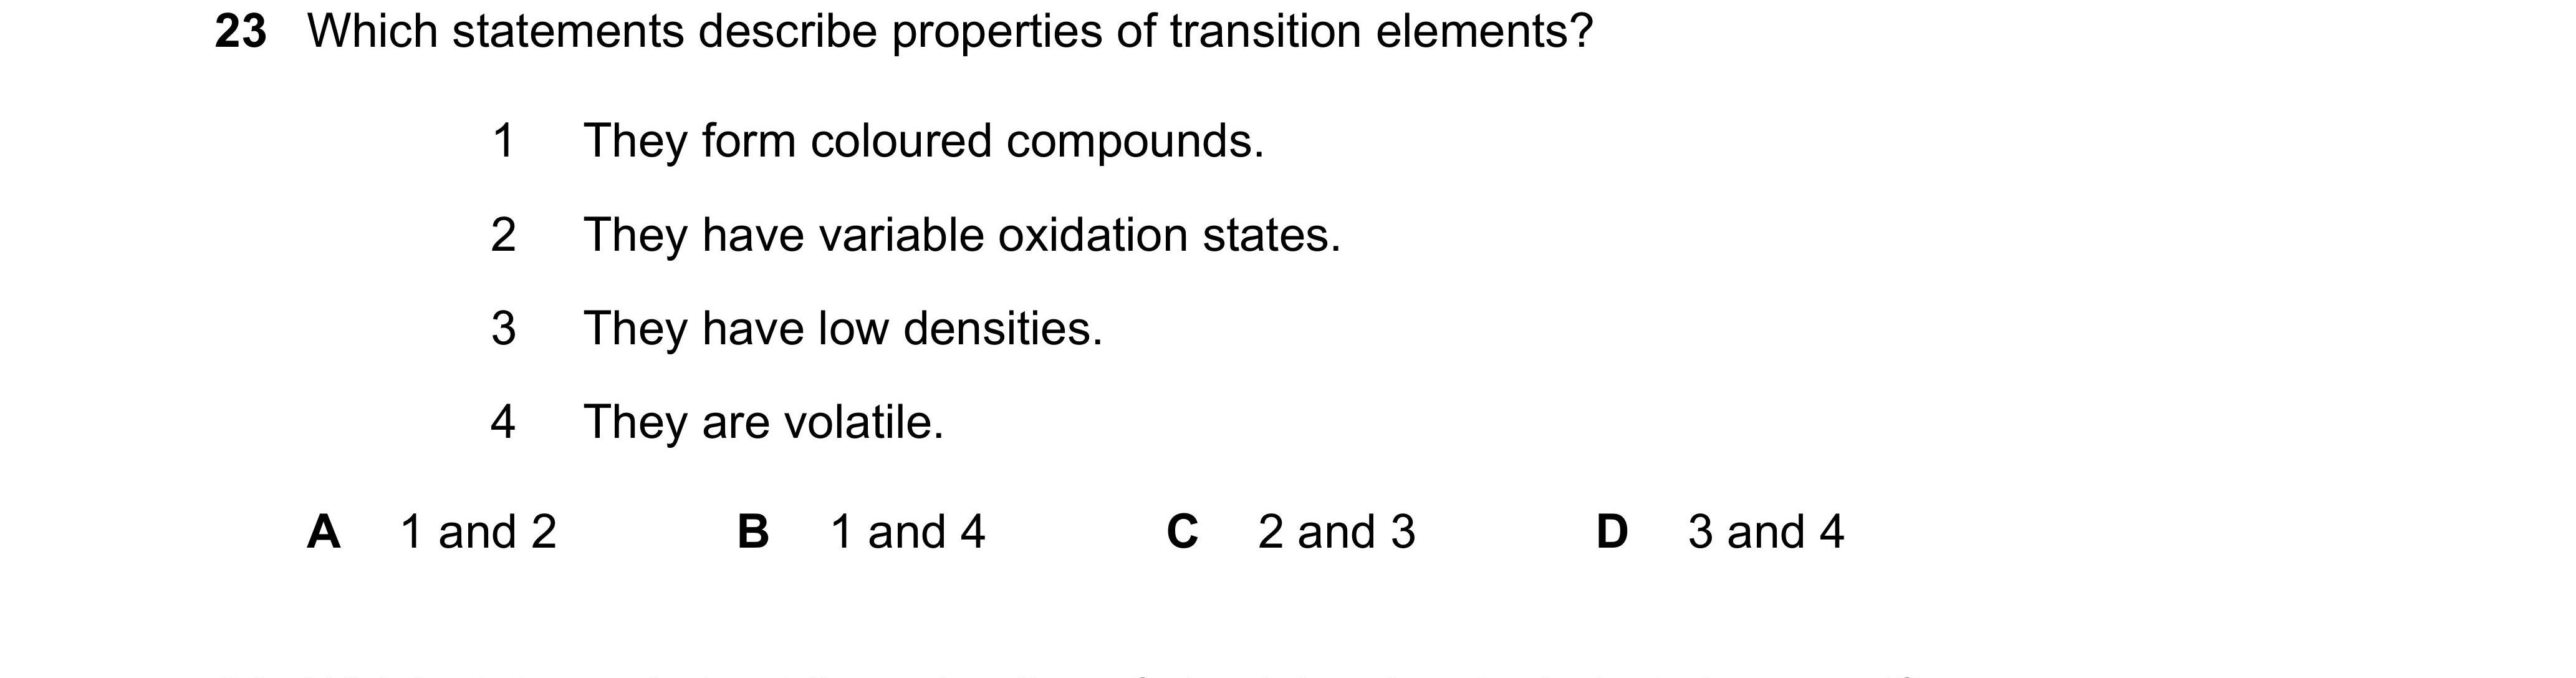 23 Which statements describe properties of transition elements?
1 They form coloured compounds.
2 They have variable oxidation states.
3 They have low densities.
4 They are volatile.
A 1 and 2 B 1 and 4 C 2 and 3 D 3 and 4